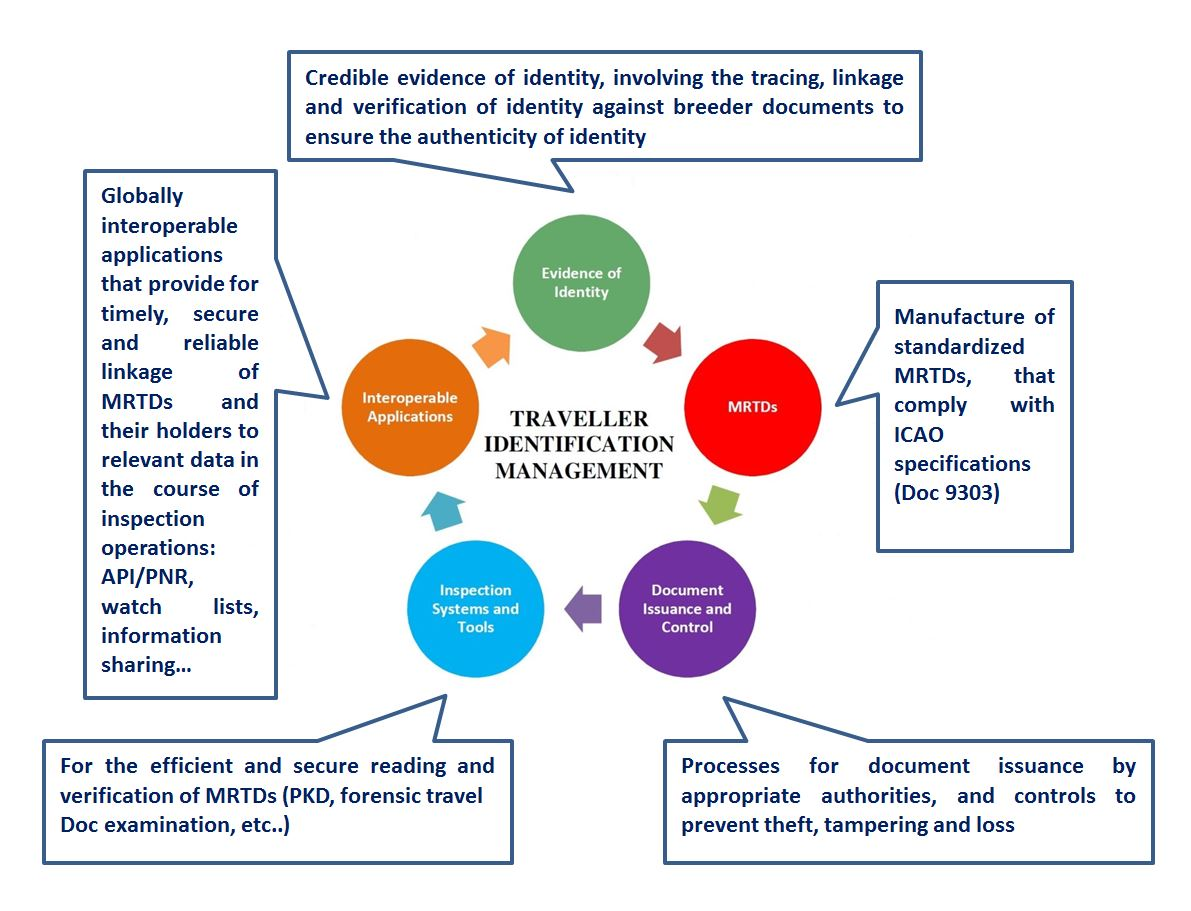 Credible evidence of identity, involving the tracing, linkage
and verification of identity against breeder documents to
ensure the authenticity of identity
Globally
interoperable
applications
that provide for
timely, secure
and reliable
linkage of
MRTDs and
their holders to
relevant data in
the course of
inspection
operations:
API/PNR,
watch lists,
information
sharing...
Evidence of
Identity
Manufacture of
standardized
MRTDs, that
comply with
ICAO
specifications
(Doc 9303)
Interoperable
Applications
MRTDs
TRAVELLER
IDENTIFICATION
MANAGEMENT
Inspection
Systems and
Tools
Document
Issuance and
Control
For the efficient and secure reading and
verification of MRTDs (PKD, forensic travel
Doc examination, etc..)
Processes for document issuance by
appropriate authorities, and controls to
prevent theft, tampering and loss